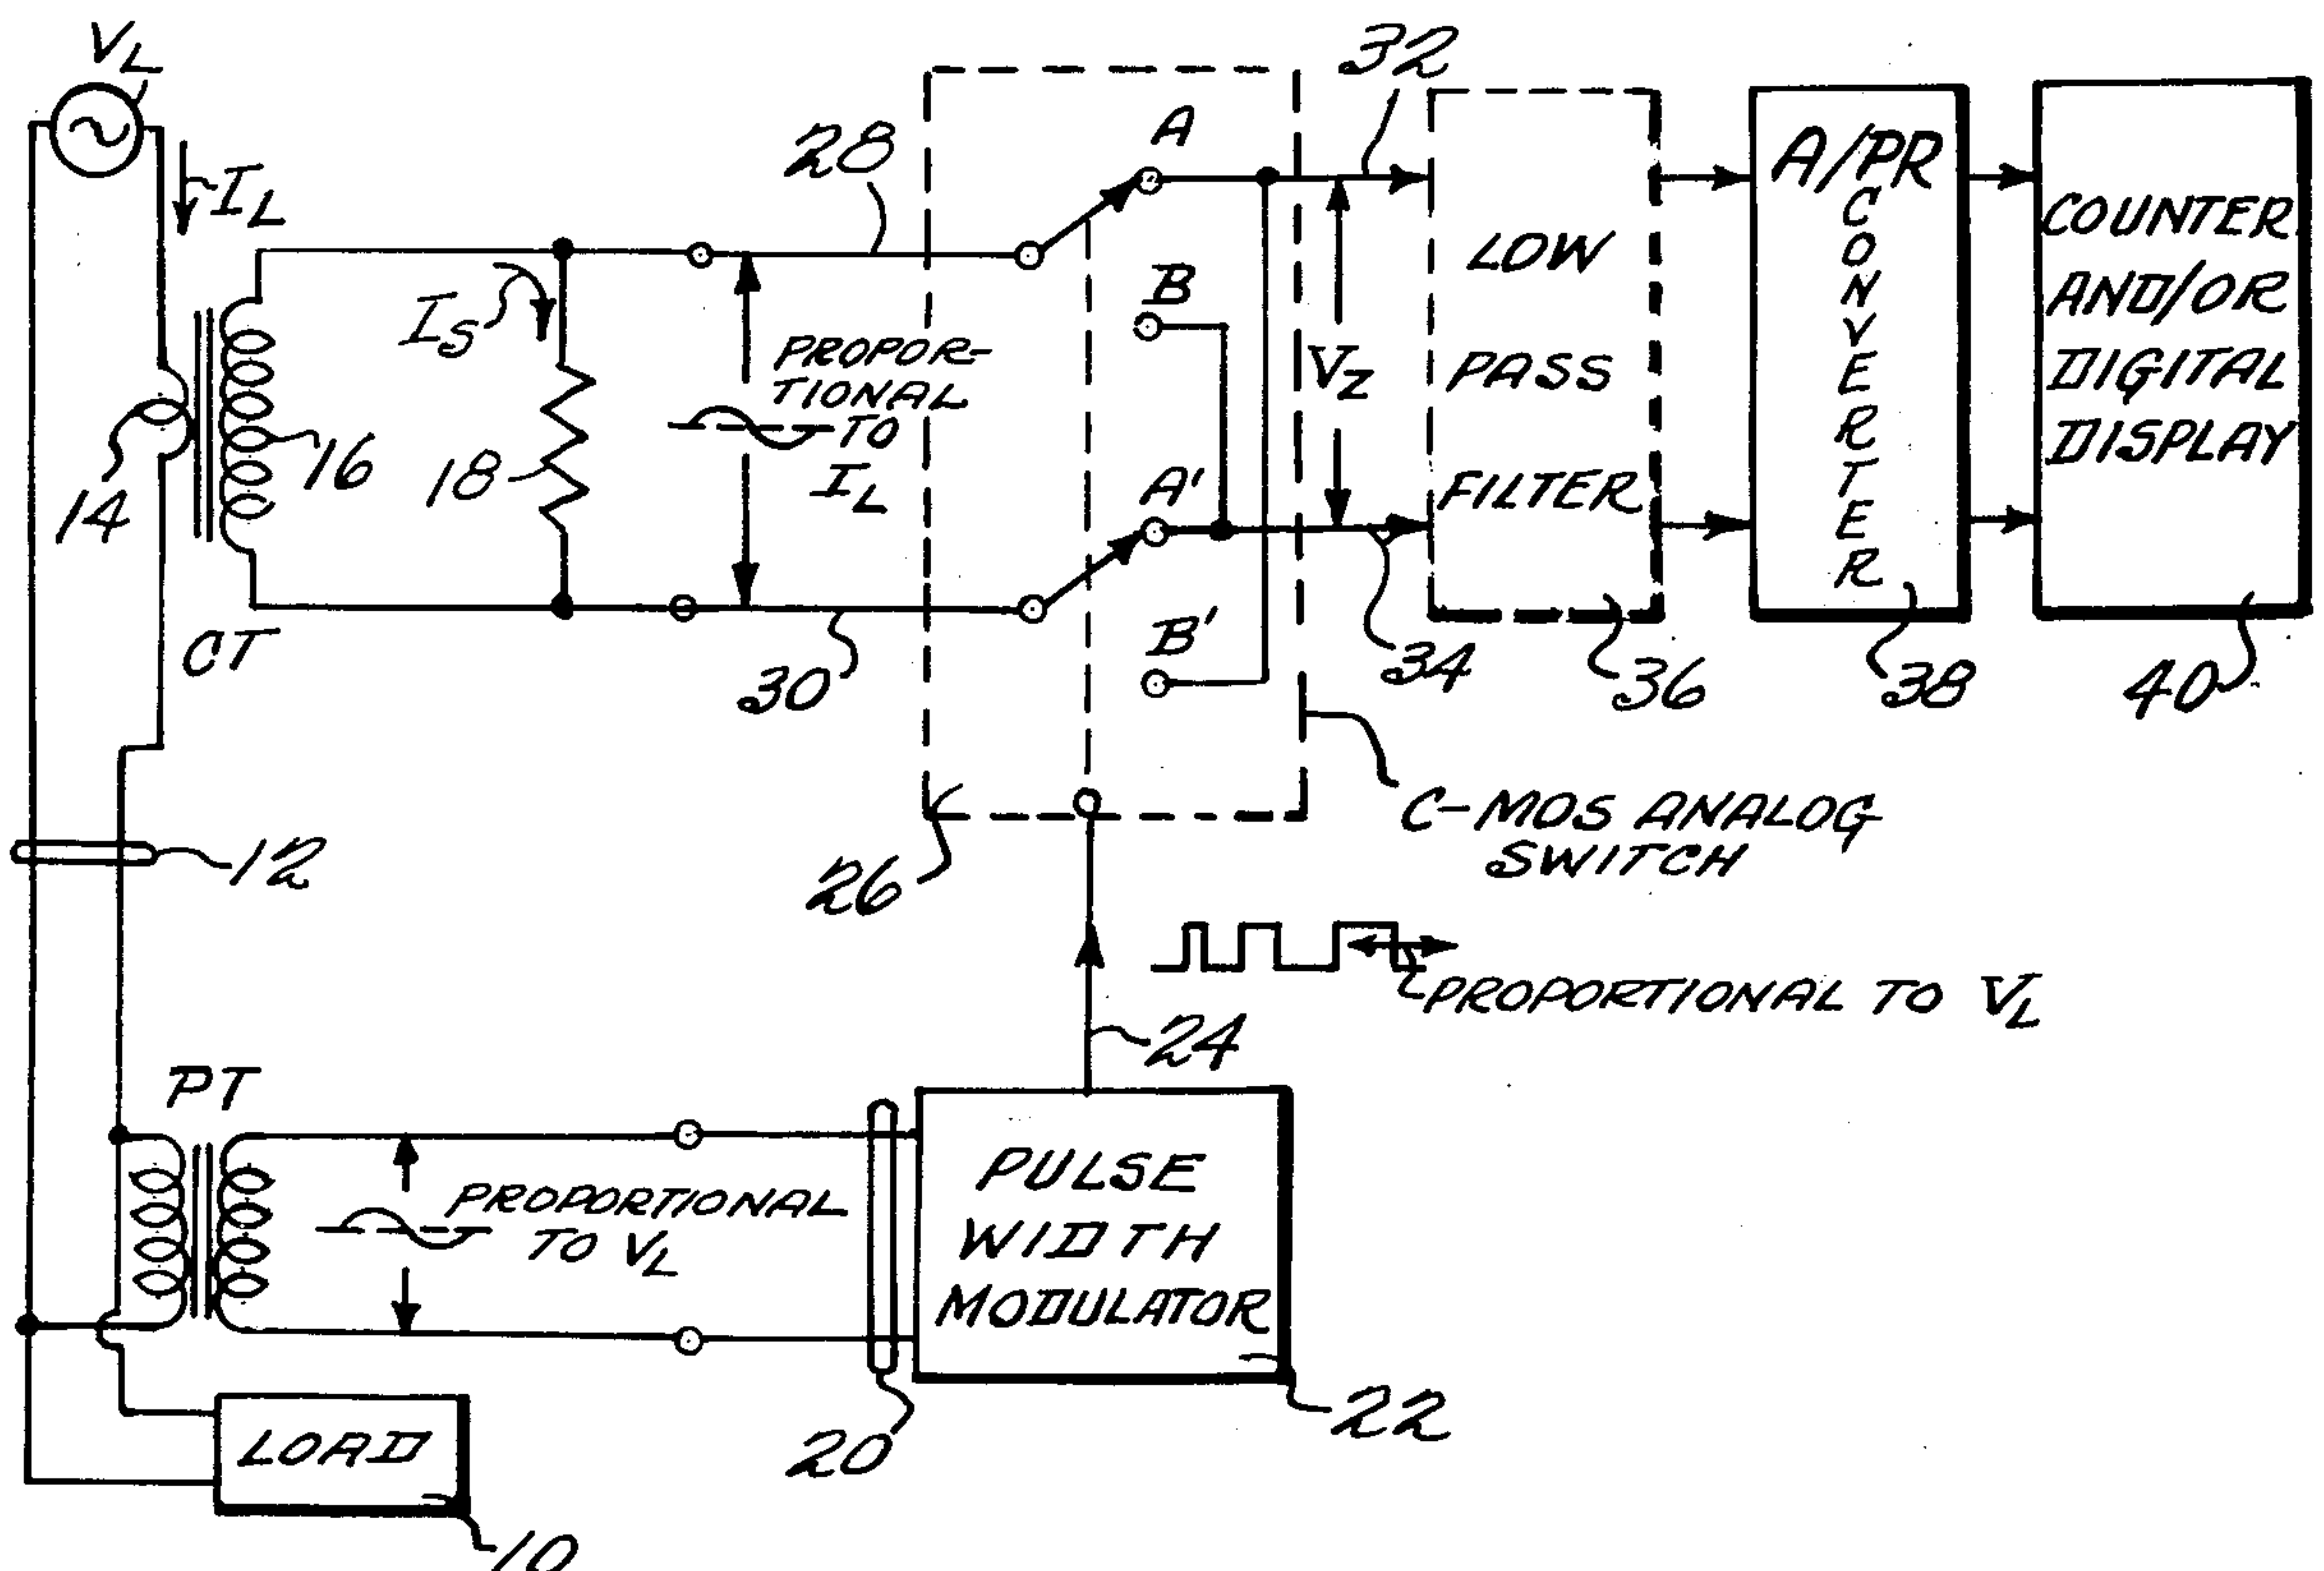 VL
IL
28
A
32
A/PR
CONVERTER
COUNTER
AND/OR
DIGITAL
DISPLAY
LOW
PASS
FILTER
B
VZ
IS
PROPOR-
TIONAL
TO
IL
14
16
18
A'
B'
CT
30
34
36
38
40
C-MOS ANALOG
SWITCH
12
26
PROPORTIONAL TO VL
24
PT
PROPORTIONAL
TO VL
PULSE
WIDTH
MODULATOR
20
22
LOAD
10